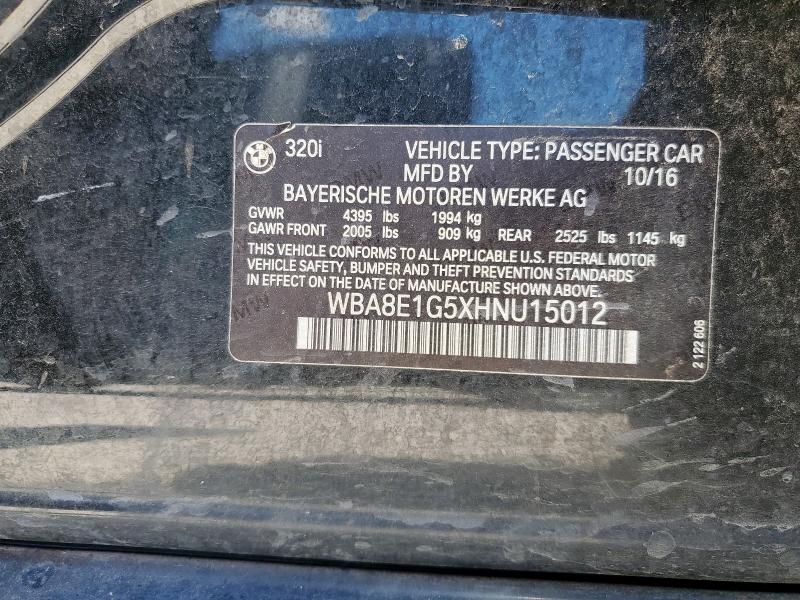 320i VEHICLE TYPE: PASSENGER CAR
MFD BY 10/16
BAYERISCHE MOTOREN WERKE AG
GVWR 4395 lbs 1994 kg
GAWR FRONT 2005 lbs 909 kg REAR 2525 lbs 1145 kg
THIS VEHICLE CONFORMS TO ALL APPLICABLE U.S. FEDERAL MOTOR
VEHICLE SAFETY, BUMPER AND THEFT PREVENTION STANDARDS
IN EFFECT ON THE DATE OF MANUFACTURE SHOWN ABOVE.
WBA8E1G5XHNU15012
2 122 606